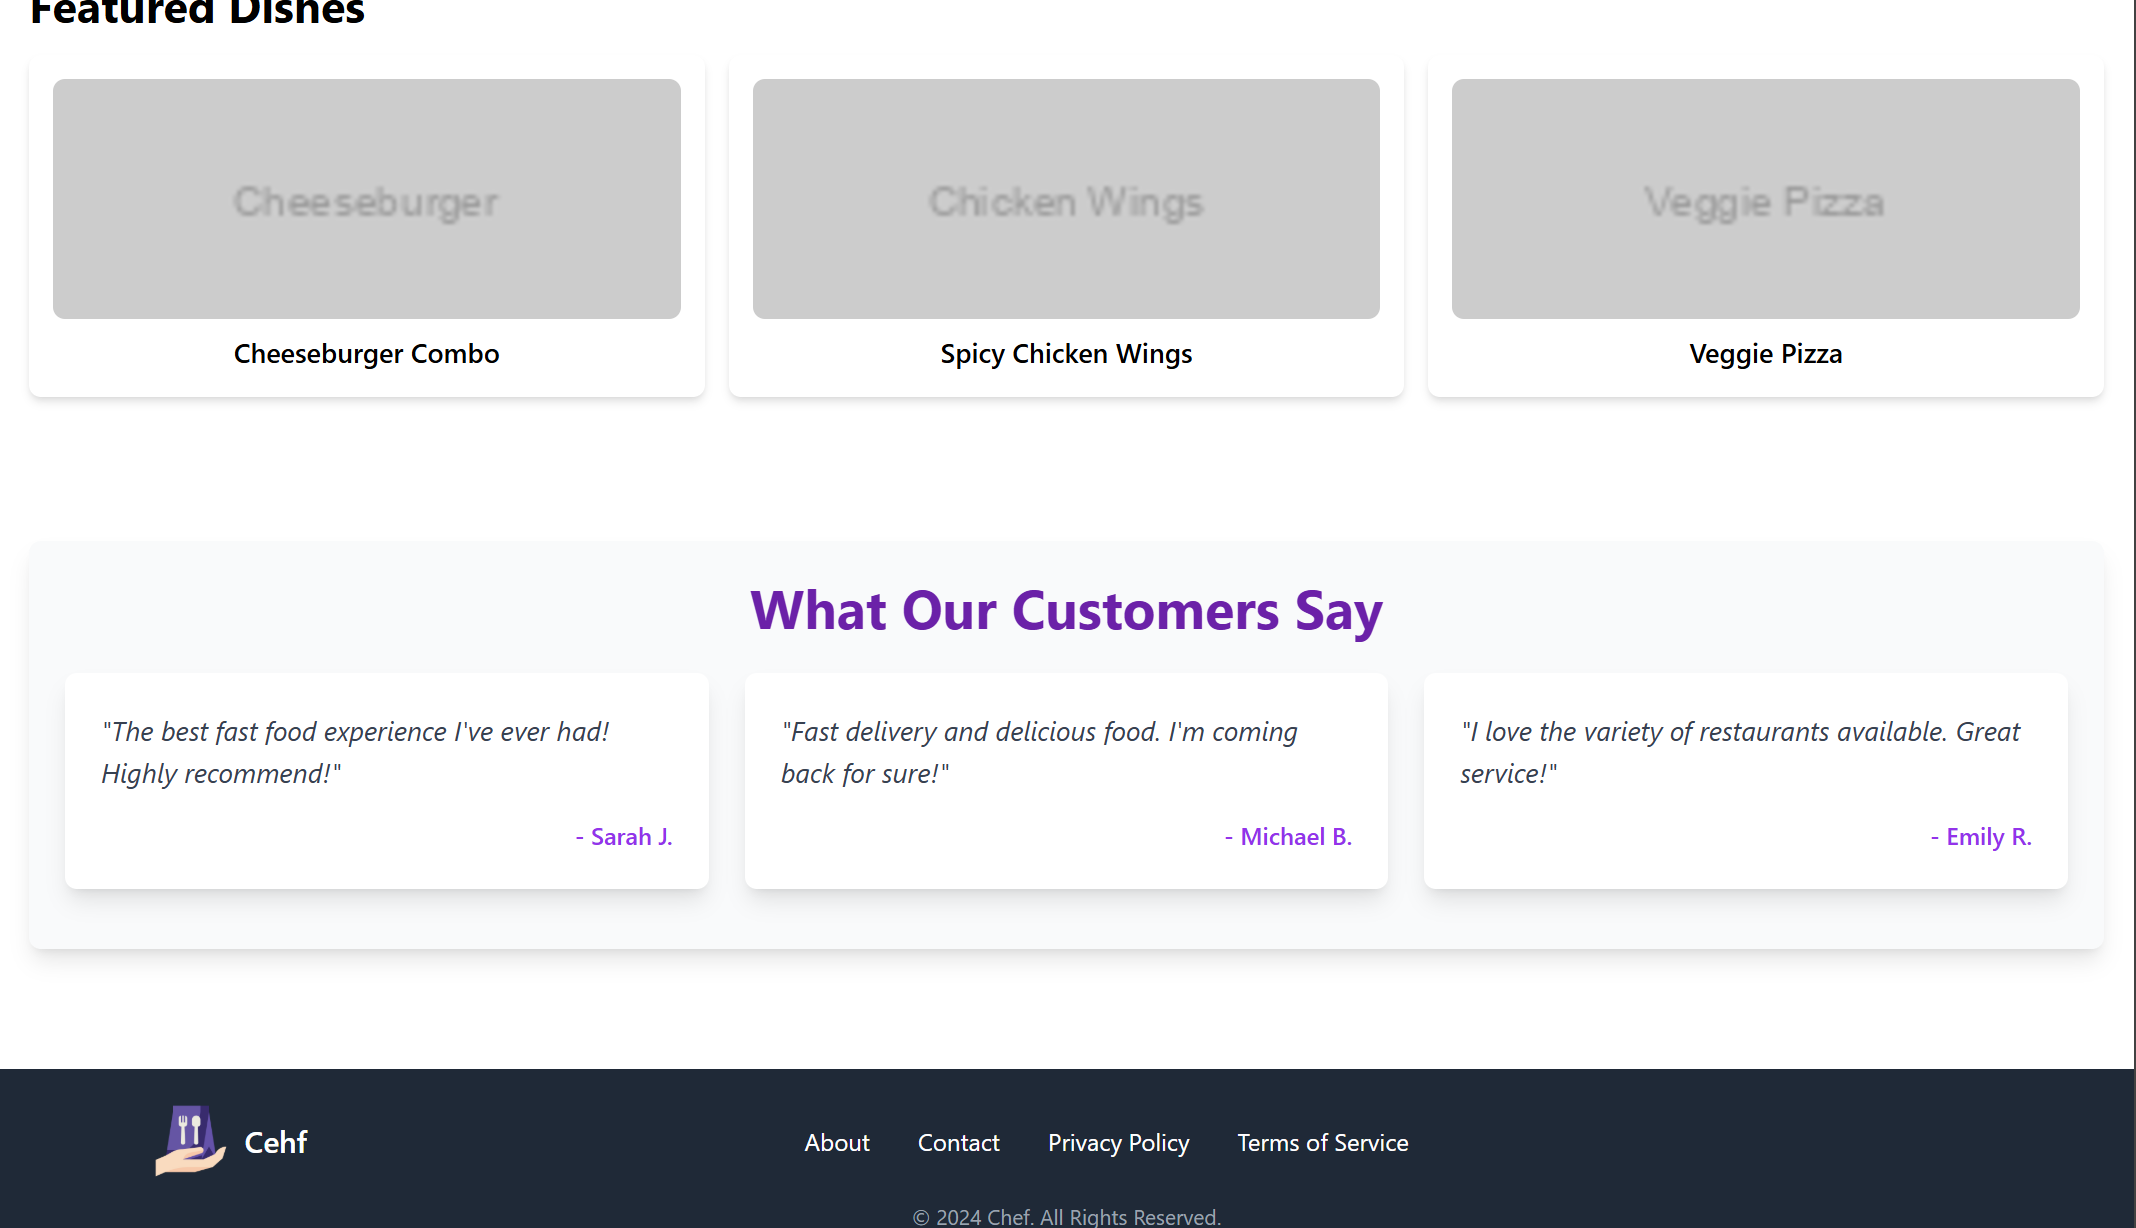 Featured Dishes
Cheeseburger
Chicken Wings
Veggie Pizza
Cheeseburger Combo
Spicy Chicken Wings
Veggie Pizza
What Our Customers Say
"The best fast food experience I've ever had!
Highly recommend!"
- Sarah J.
"Fast delivery and delicious food. I'm coming
back for sure!"
- Michael B.
"I love the variety of restaurants available. Great
service!"
- Emily R.
Cehf
About
Contact
Privacy Policy
Terms of Service
© 2024 Chef. All Rights Reserved.